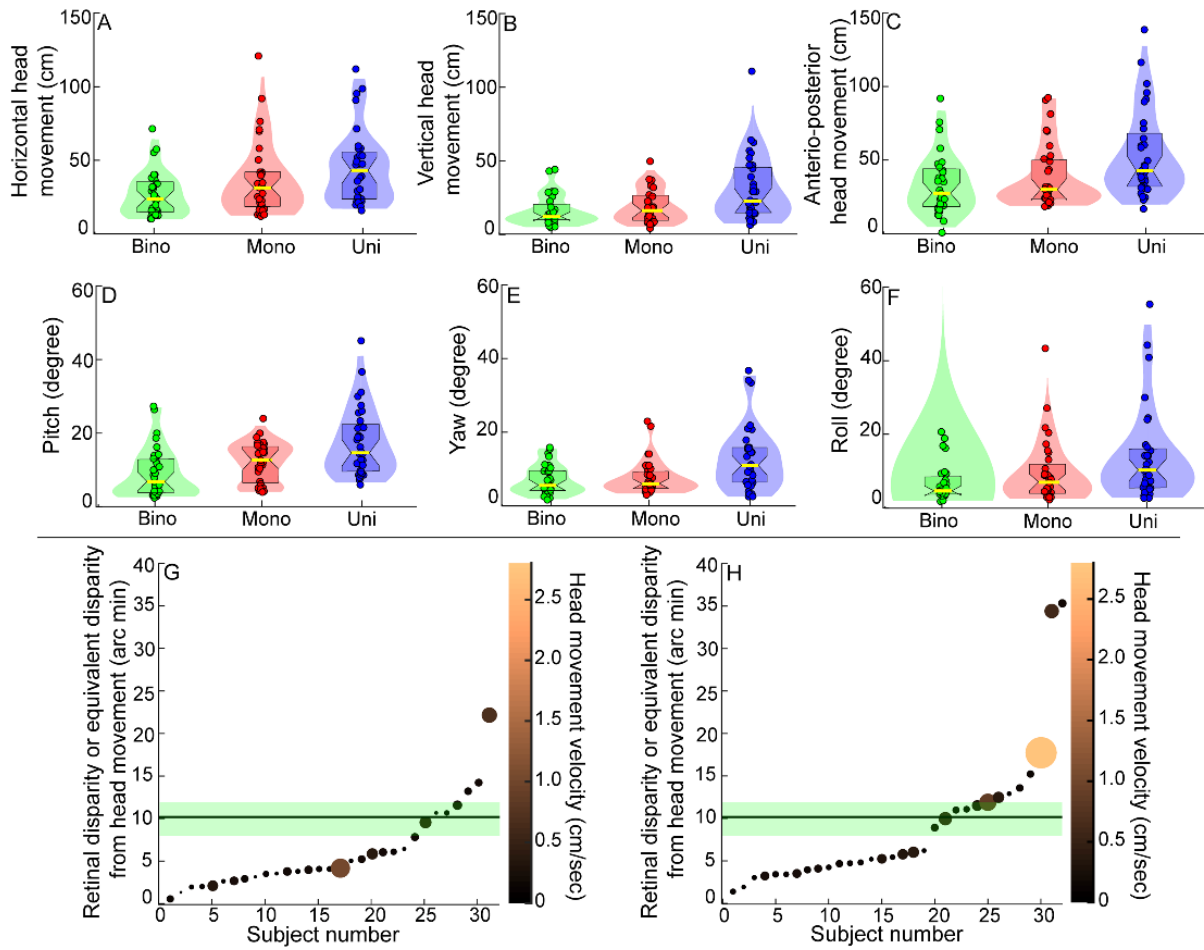 A
Horizontal head
movement (cm)
150
100
50
0
Bino
Mono
Uni
B
Vertical head
movement (cm)
150
100
50
0
Bino
Mono
Uni
C
Anterio-posterior
head movement (cm)
150
100
50
0
Bino
Mono
Uni
D
Pitch (degree)
60
40
20
0
Bino
Mono
Uni
E
Yaw (degree)
60
40
20
0
Bino
Mono
Uni
F
Roll (degree)
60
40
20
0
Bino
Mono
Uni
G
Retinal disparity or equivalent disparity
from head movement (arc min)
40
35
30
25
20
15
10
5
0
0 5 10 15 20 25 30
Subject number
Head movement velocity (cm/sec)
2.5
2.0
1.5
1.0
0.5
0
H
Retinal disparity or equivalent disparity
from head movement (arc min)
40
35
30
25
20
15
10
5
0
0 5 10 15 20 25 30
Subject number
Head movement velocity (cm/sec)
2.5
2.0
1.5
1.0
0.5
0